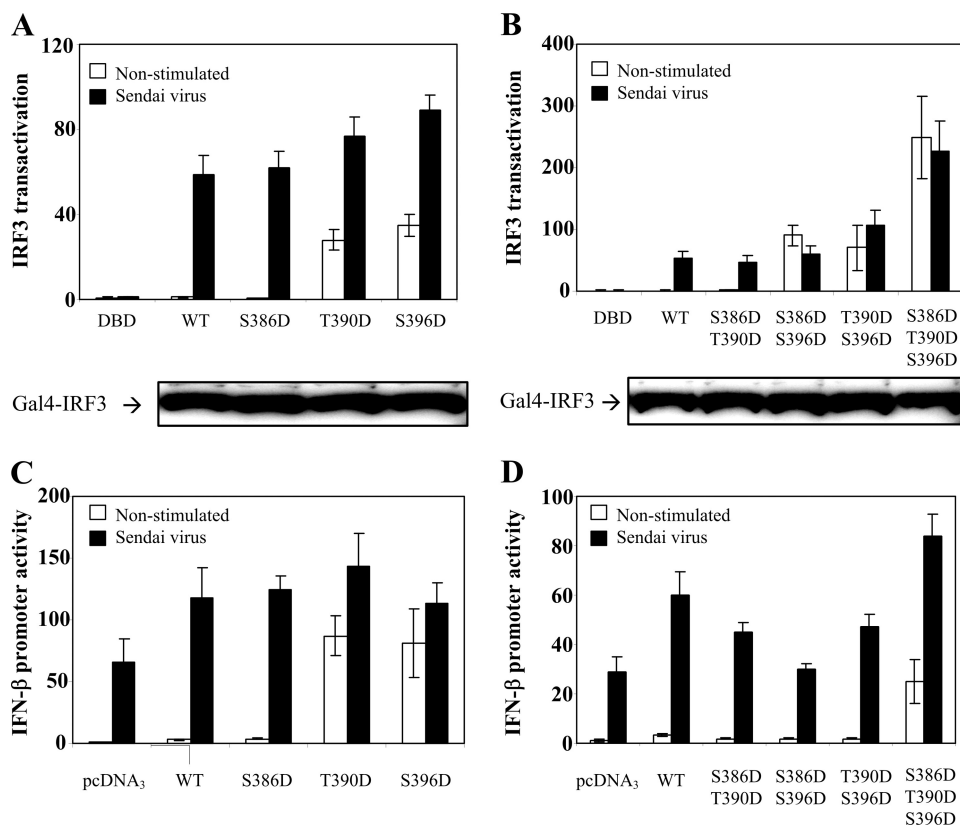 A
IRF3 transactivation
120
80
40
0
Non-stimulated
Sendai virus
DBD WT S386D T390D S396D
Gal4-IRF3 →
B
IRF3 transactivation
400
300
200
100
0
Non-stimulated
Sendai virus
DBD WT S386D S386D T390D S386D
T390D S396D S396D T390D
S396D
Gal4-IRF3 →
C
IFN-β promoter activity
200
150
100
50
0
Non-stimulated
Sendai virus
pcDNA₃ WT S386D T390D S396D
D
IFN-β promoter activity
100
80
60
40
20
0
Non-stimulated
Sendai virus
pcDNA₃ WT S386D S386D T390D S386D
T390D S396D S396D T390D
S396D